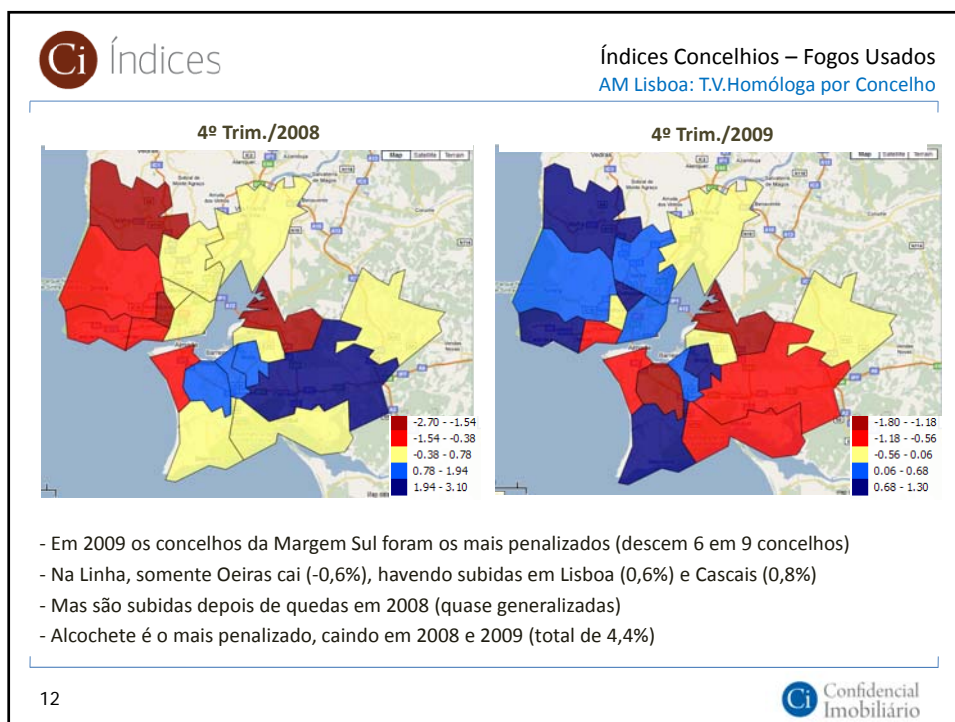 Ci Índices
Índices Concelhios – Fogos Usados
AM Lisboa: T.V.Homóloga por Concelho
4º Trim./2008
4º Trim./2009
Map Satellite Terrain
Map Satellite Terrain
-2.70 - -1.54
-1.54 - -0.38
-0.38 - 0.78
0.78 - 1.94
1.94 - 3.10
-1.80 - -1.18
-1.18 - -0.56
-0.56 - 0.06
0.06 - 0.68
0.68 - 1.30
- Em 2009 os concelhos da Margem Sul foram os mais penalizados (descem 6 em 9 concelhos)
- Na Linha, somente Oeiras cai (-0,6%), havendo subidas em Lisboa (0,6%) e Cascais (0,8%)
- Mas são subidas depois de quedas em 2008 (quase generalizadas)
- Alcochete é o mais penalizado, caindo em 2008 e 2009 (total de 4,4%)
12
Ci Confidencial
Imobiliário